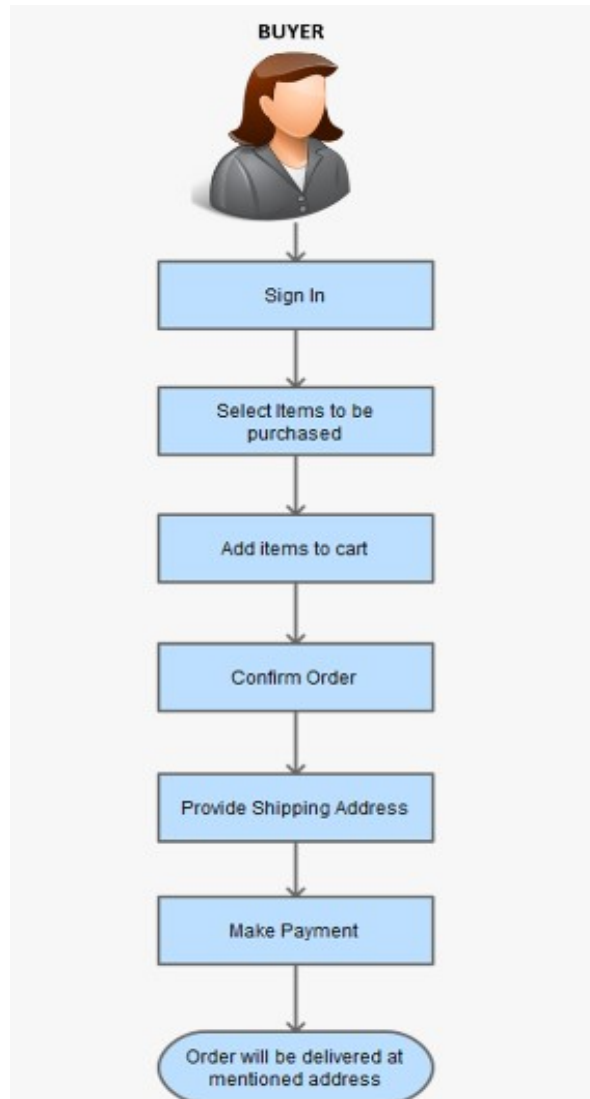 BUYER
Sign In
Select Items to be
purchased
Add items to cart
Confirm Order
Provide Shipping Address
Make Payment
Order will be delivered at
mentioned address